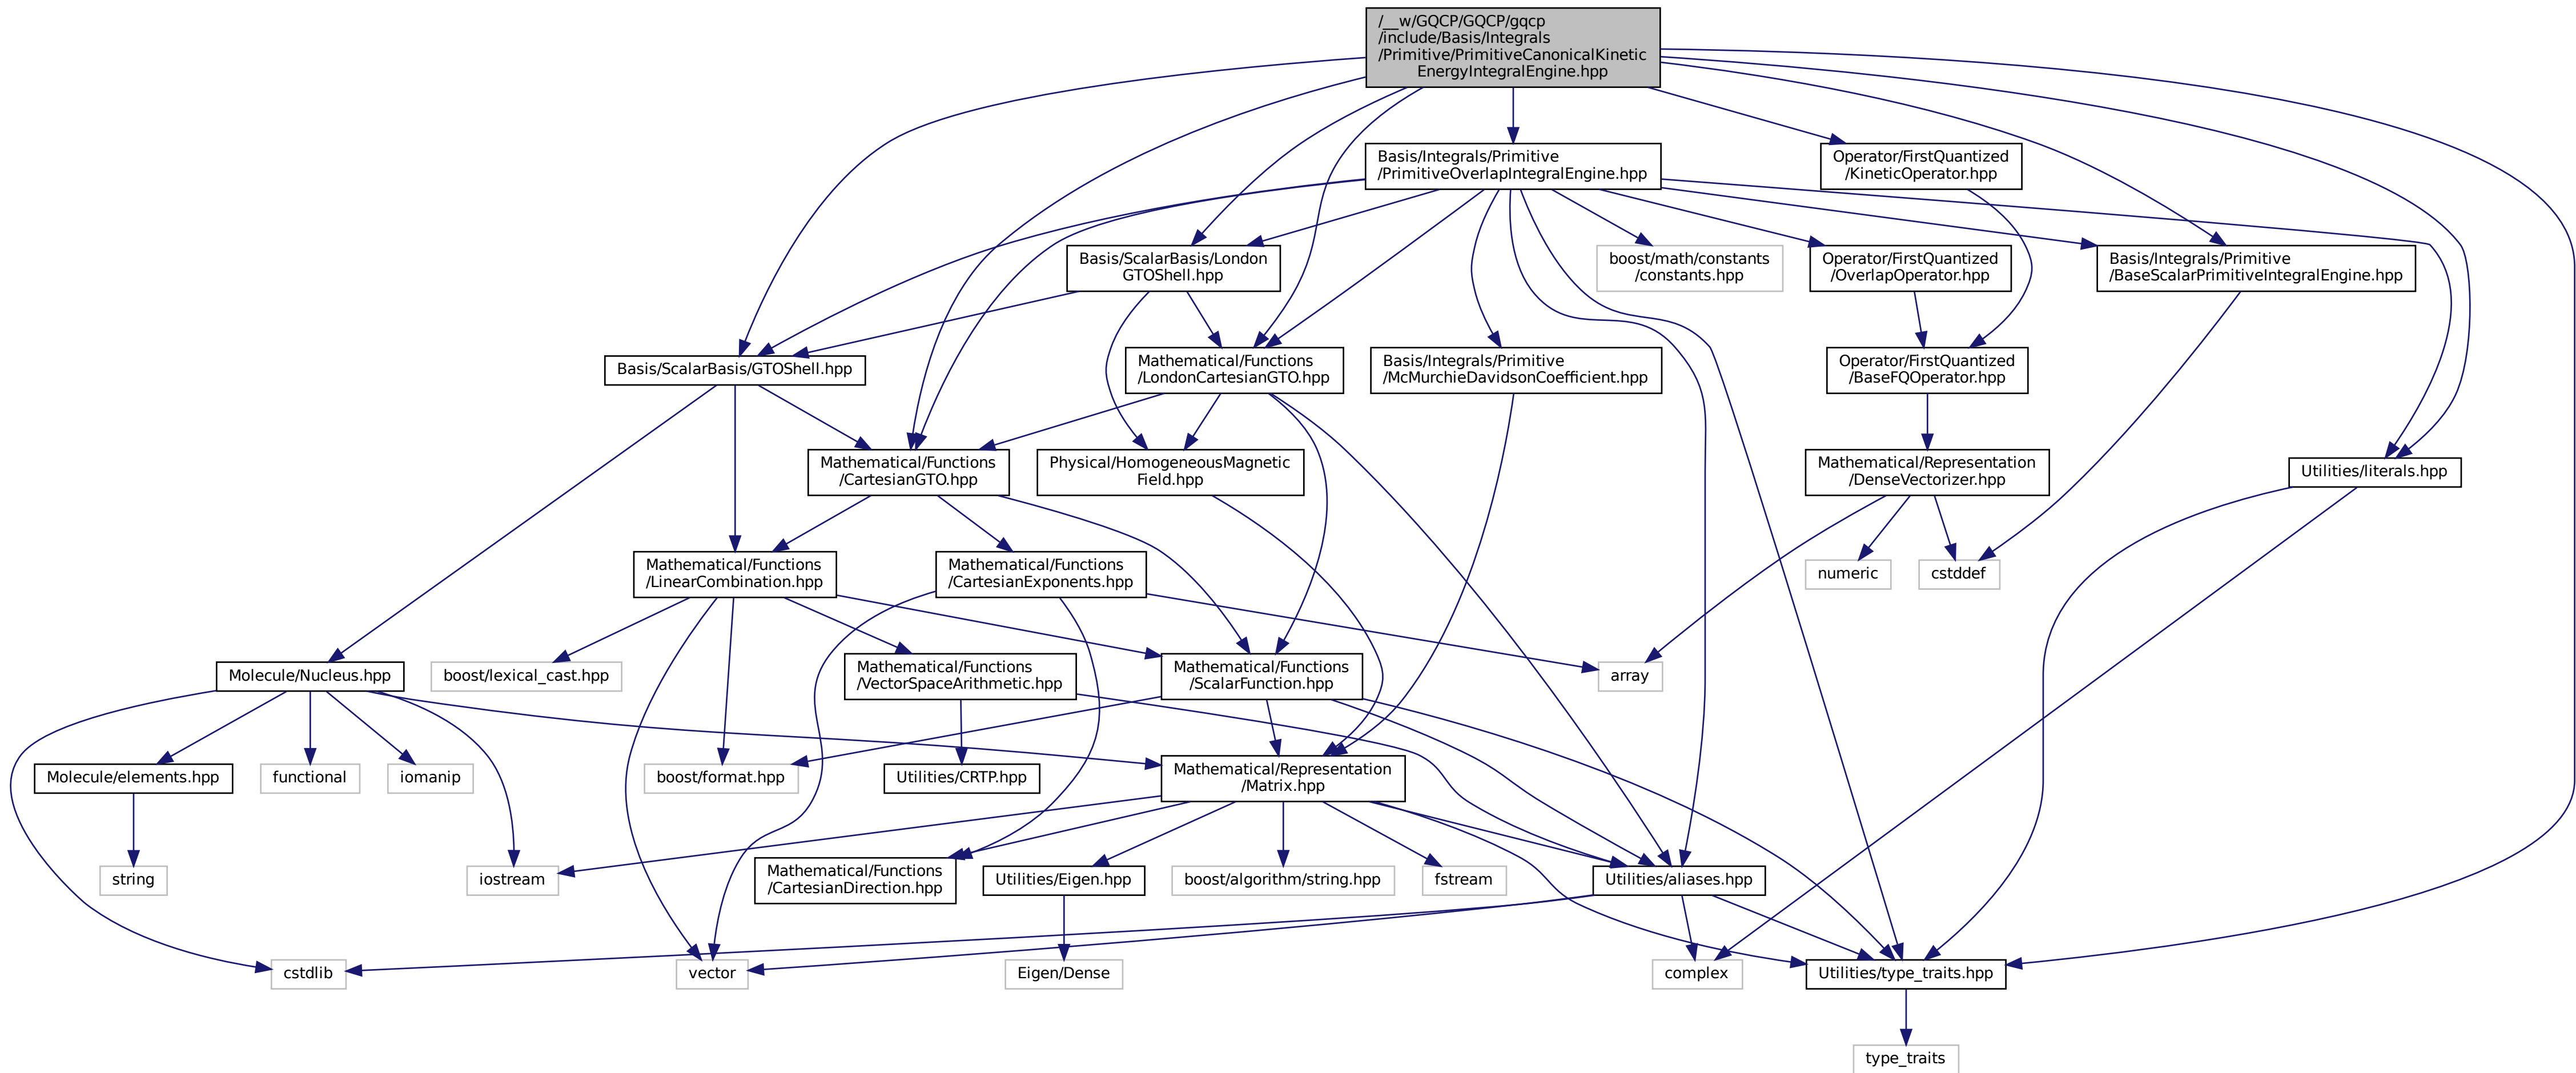 /__w/GQCP/GQCP/gqcp
/include/Basis/Integrals
/Primitive/PrimitiveCanonicalKinetic
EnergyIntegralEngine.hpp
Basis/Integrals/Primitive
/PrimitiveOverlapIntegralEngine.hpp
Operator/FirstQuantized
/KineticOperator.hpp
Basis/ScalarBasis/London
GTOShell.hpp
boost/math/constants
/constants.hpp
Operator/FirstQuantized
/OverlapOperator.hpp
Basis/Integrals/Primitive
/BaseScalarPrimitiveIntegralEngine.hpp
Basis/ScalarBasis/GTOShell.hpp
Mathematical/Functions
/LondonCartesianGTO.hpp
Basis/Integrals/Primitive
/McMurchieDavidsonCoefficient.hpp
Operator/FirstQuantized
/BaseFQOperator.hpp
Mathematical/Functions
/CartesianGTO.hpp
Physical/HomogeneousMagnetic
Field.hpp
Mathematical/Representation
/DenseVectorizer.hpp
Utilities/literals.hpp
Mathematical/Functions
/LinearCombination.hpp
Mathematical/Functions
/CartesianExponents.hpp
numeric
cstddef
Molecule/Nucleus.hpp
boost/lexical_cast.hpp
Mathematical/Functions
/VectorSpaceArithmetic.hpp
Mathematical/Functions
/ScalarFunction.hpp
array
Molecule/elements.hpp
functional
iomanip
boost/format.hpp
Utilities/CRTP.hpp
Mathematical/Representation
/Matrix.hpp
string
iostream
Mathematical/Functions
/CartesianDirection.hpp
Utilities/Eigen.hpp
boost/algorithm/string.hpp
fstream
Utilities/aliases.hpp
cstdlib
vector
Eigen/Dense
complex
Utilities/type_traits.hpp
type_traits